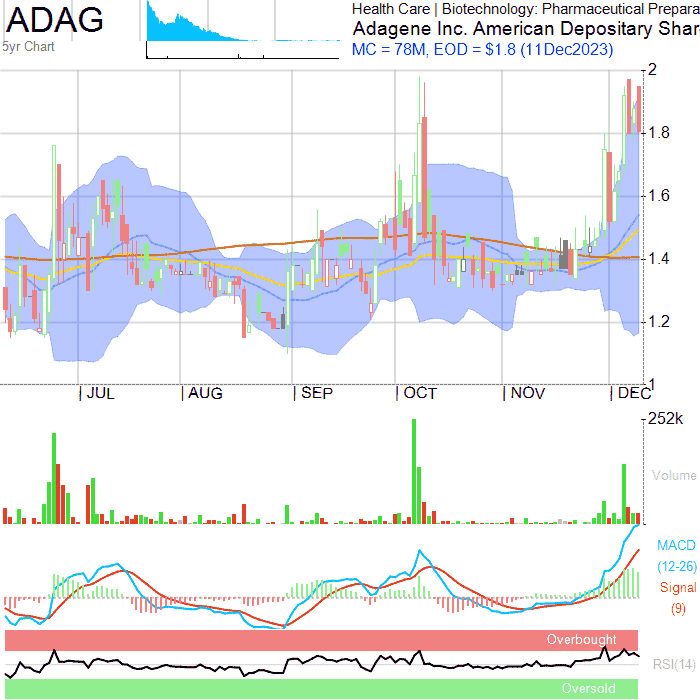 ADAG
5yr Chart
Health Care | Biotechnology: Pharmaceutical Prepara
Adagene Inc. American Depositary Shar
MC = 78M, EOD = $1.8 (11Dec2023)
2
1.8
1.6
1.4
1.2
1
JUL AUG SEP OCT NOV DEC
252k
Volume
MACD
(12-26)
Signal
(9)
Overbought
RSI(14)
Oversold